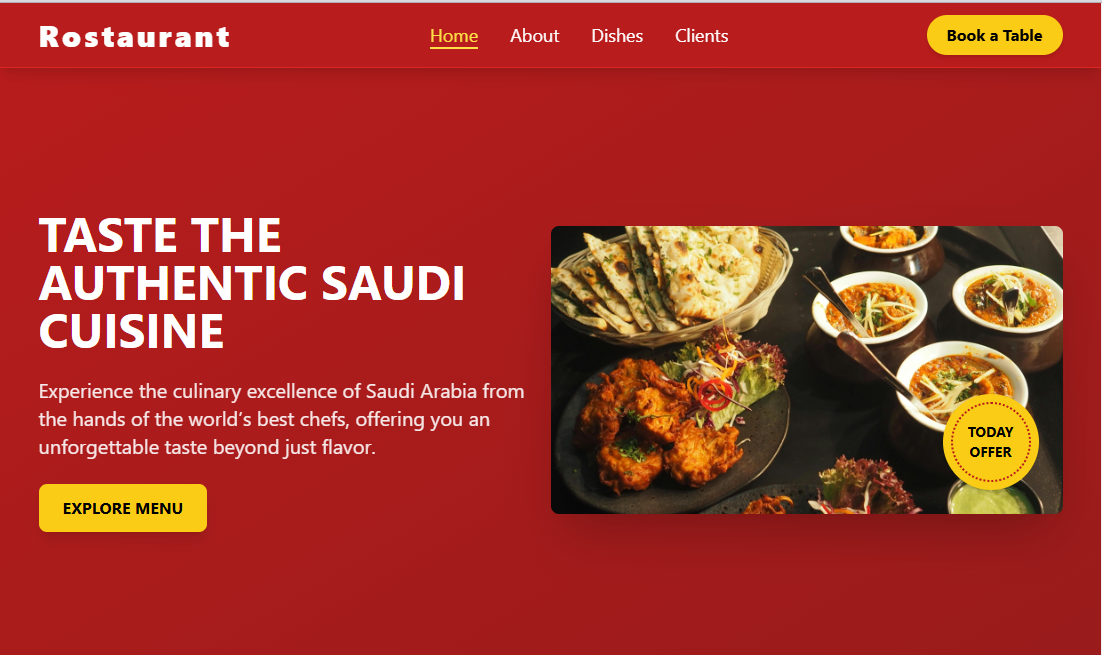 Rostaurant
Home About Dishes Clients
Book a Table
TASTE THE
AUTHENTIC SAUDI
CUISINE
Experience the culinary excellence of Saudi Arabia from
the hands of the world’s best chefs, offering you an
unforgettable taste beyond just flavor.
EXPLORE MENU
TODAY
OFFER